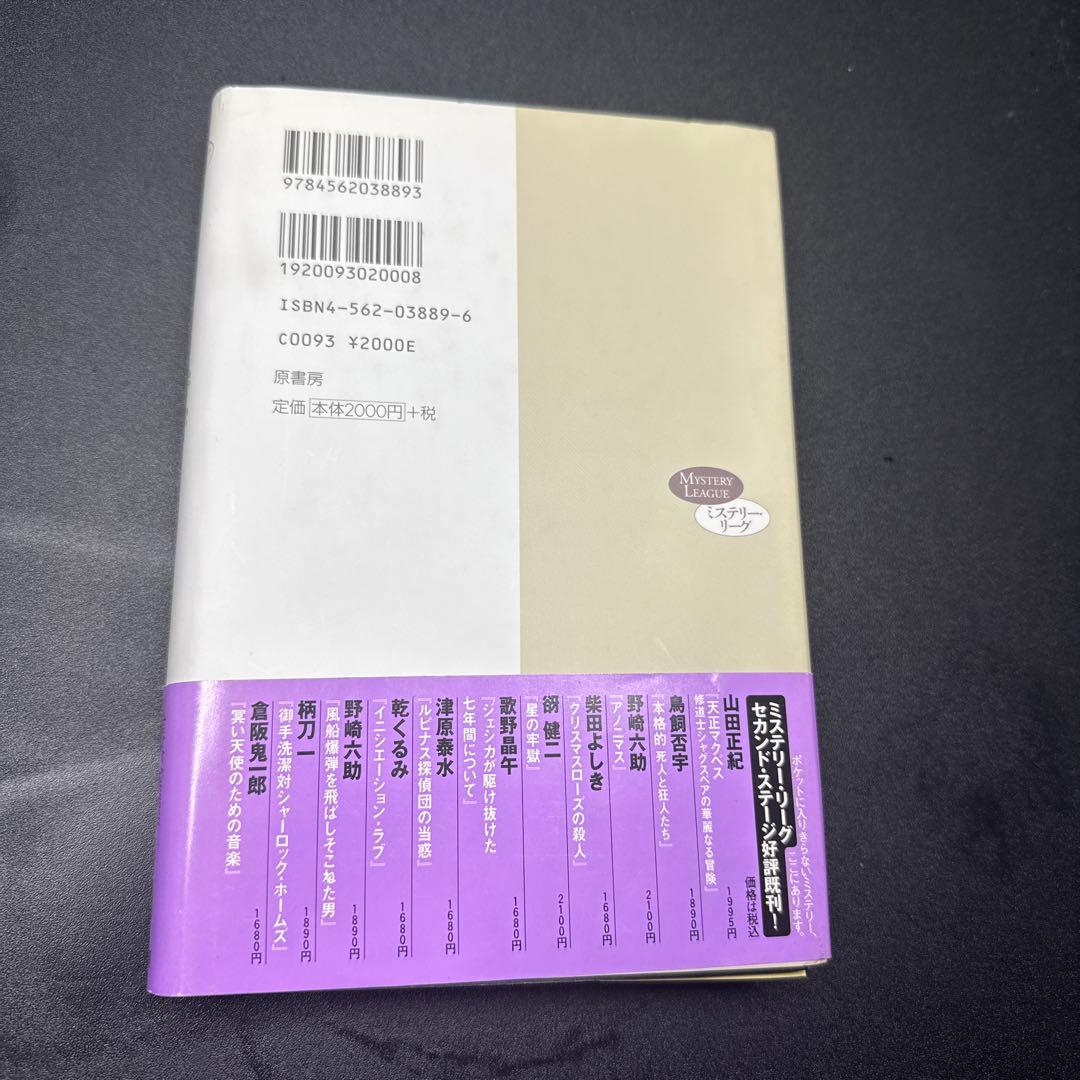 9784562038893
1920093020008
ISBN4-562-03889-6
C0093 ¥2000E
原書房
定価 本体2000円+税
MYSTERY
LEAGUE
ミステリー・
リーグ
ポケットに入りきらないミステリー、
ここにあります。
ミステリー・リーグ
セカンド・ステージ好評既刊!
価格は税込
山田正紀
『天正マクベス
修道士シャグスペアの華麗なる冒険』
1995円
鳥飼否宇
『本格的 死人と狂人たち』
1890円
野崎六助
『アノニマス』
2100円
柴田よしき
『クリスマスローズの殺人』
1680円
谺 健二
『星の牢獄』
2100円
歌野晶午
『ジェシカが駆け抜けた
七年間について』
1680円
津原泰水
『ルピナス探偵団の当惑』
1680円
乾くるみ
『イニシエーション・ラブ』
1680円
野崎六助
『風船爆弾を飛ばしそこねた男』
1890円
柄刀 一
『御手洗潔対シャーロック・ホームズ』
1890円
倉阪鬼一郎
『冥い天使のための音楽』
1680円